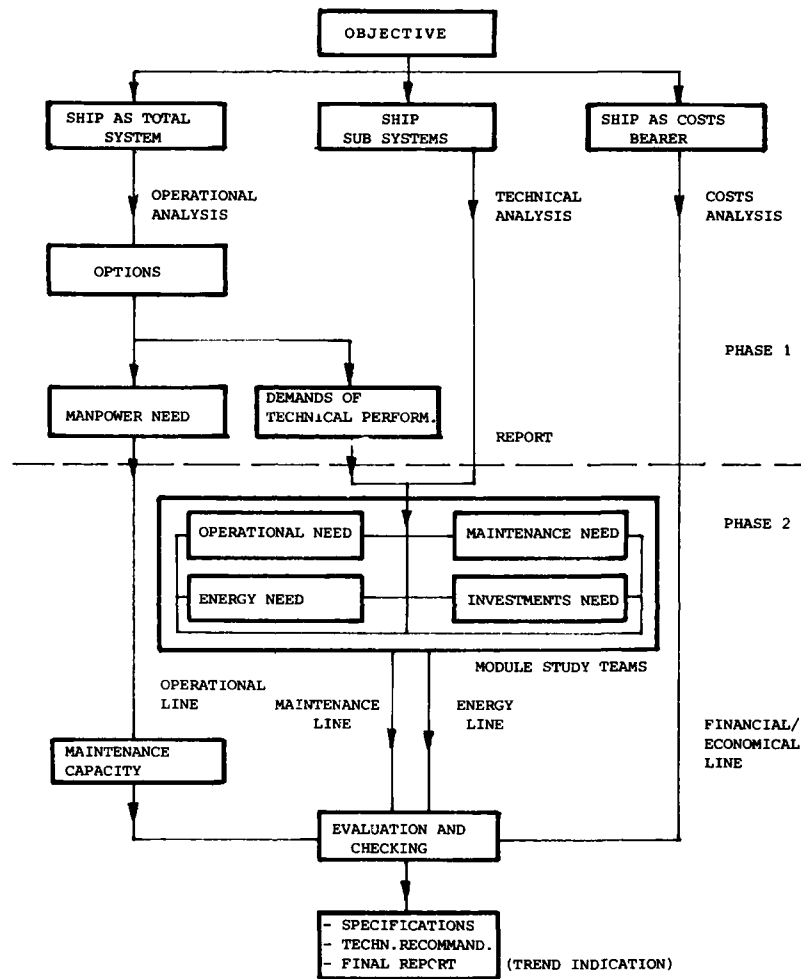 OBJECTIVE
SHIP AS TOTAL
SYSTEM
SHIP
SUB SYSTEMS
SHIP AS COSTS
BEARER
OPERATIONAL
ANALYSIS
TECHNICAL
ANALYSIS
COSTS
ANALYSIS
OPTIONS
PHASE 1
MANPOWER NEED
DEMANDS OF
TECHNICAL PERFORM.
REPORT
PHASE 2
OPERATIONAL NEED
MAINTENANCE NEED
ENERGY NEED
INVESTMENTS NEED
MODULE STUDY TEAMS
OPERATIONAL
LINE
MAINTENANCE
LINE
ENERGY
LINE
FINANCIAL/
ECONOMICAL
LINE
MAINTENANCE
CAPACITY
EVALUATION AND
CHECKING
- SPECIFICATIONS
- TECHN.RECOMMAND.
- FINAL REPORT (TREND INDICATION)